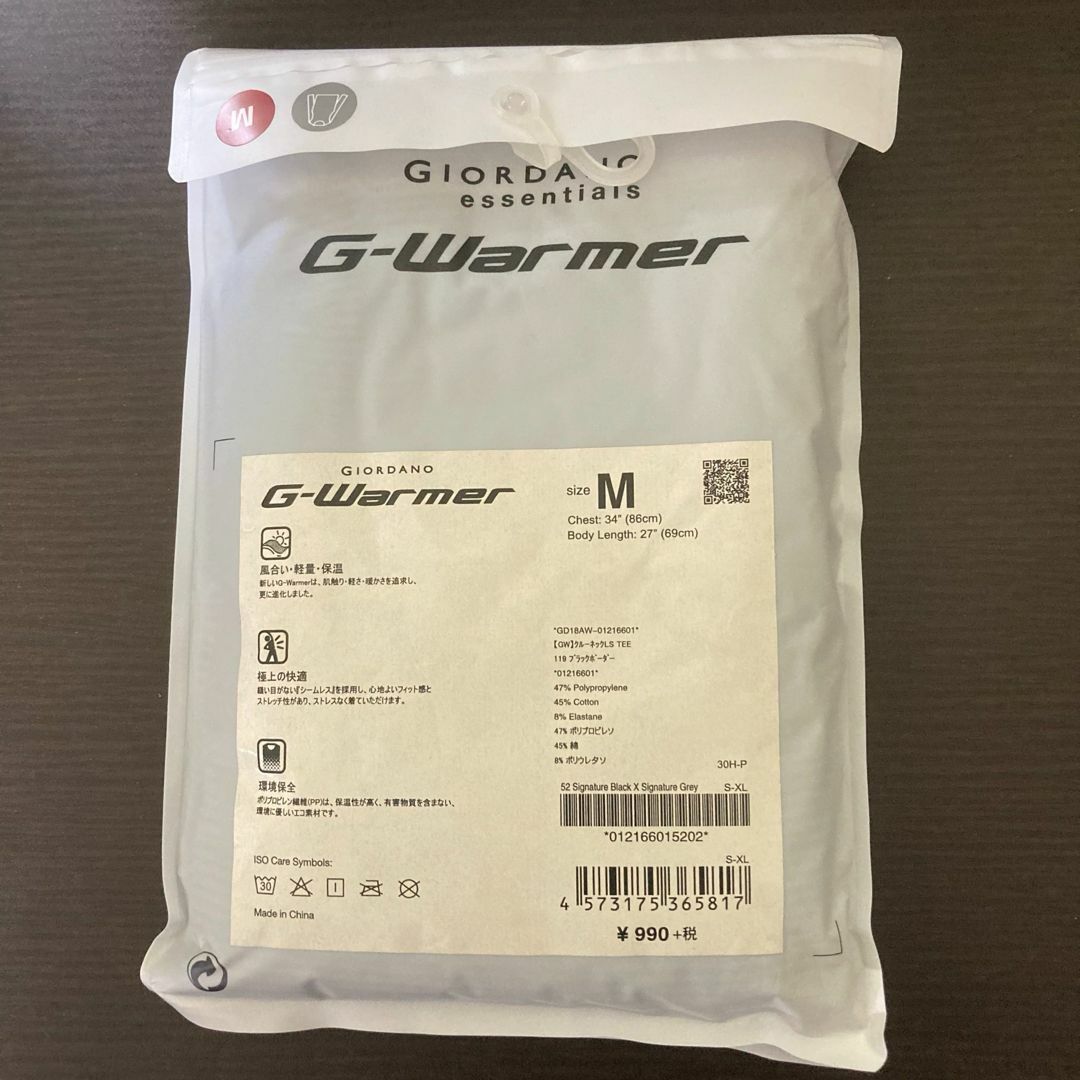 M
GIORDANO
essentials
G-Warmer
GIORDANO
G-Warmer
size M
Chest: 34" (86cm)
Body Length: 27" (69cm)
風合い・軽量・保温
新しいG-Warmerは、肌触り・軽さ・暖かさを追求し、
更に進化しました。
極上の快適
縫い目がない『シームレス』を採用し、心地よいフィット感と
ストレッチ性があり、ストレスなく着ていただけます。
環境保全
ポリプロピレン繊維(PP)は、保温性が高く、有害物質を含まない、
環境に優しいエコ素材です。
ISO Care Symbols:
30
Made in China
*GD18AW-01216601*
【GW】クルーネックLS TEE
119 ブラックボーダー
*01216601*
47% Polypropylene
45% Cotton
8% Elastane
47% ポリプロピレソ
45% 綿
8% ポリウレタソ
30H-P
52 Signature Black X Signature Grey S-XL
*012166015202*
S-XL
4 573175 365817
¥ 990 +税